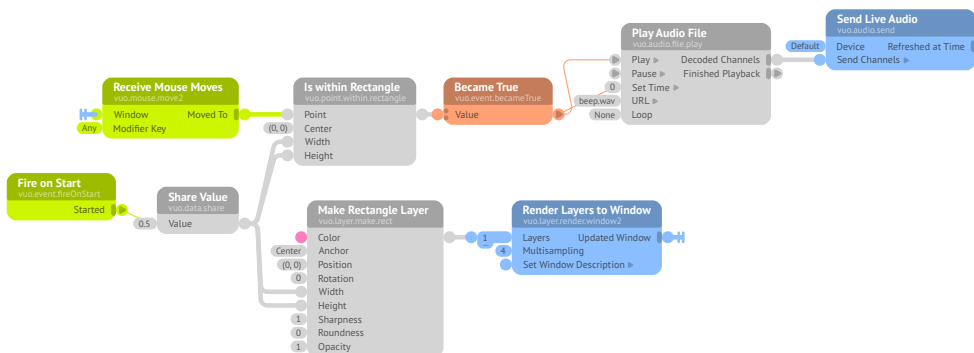 Receive Mouse Moves
vuo.mouse.move2
Window Moved To
Any Modifier Key
Is within Rectangle
vuo.point.within.rectangle
Point
(0, 0) Center
Width
Height
Became True
vuo.event.becameTrue
Value
Play Audio File
vuo.audio.file.play
Play Decoded Channels
Pause Finished Playback
0 Set Time
beep.wav URL
None Loop
Send Live Audio
vuo.audio.send
Default Device Refreshed at Time
Send Channels
Fire on Start
vuo.event.fireOnStart
Started
Share Value
vuo.data.share
0.5 Value
Make Rectangle Layer
vuo.layer.make.rect
Color
Center Anchor
(0, 0) Position
0 Rotation
Width
Height
1 Sharpness
0 Roundness
1 Opacity
Render Layers to Window
vuo.layer.render.window2
1 Layers Updated Window
4 Multisampling
Set Window Description